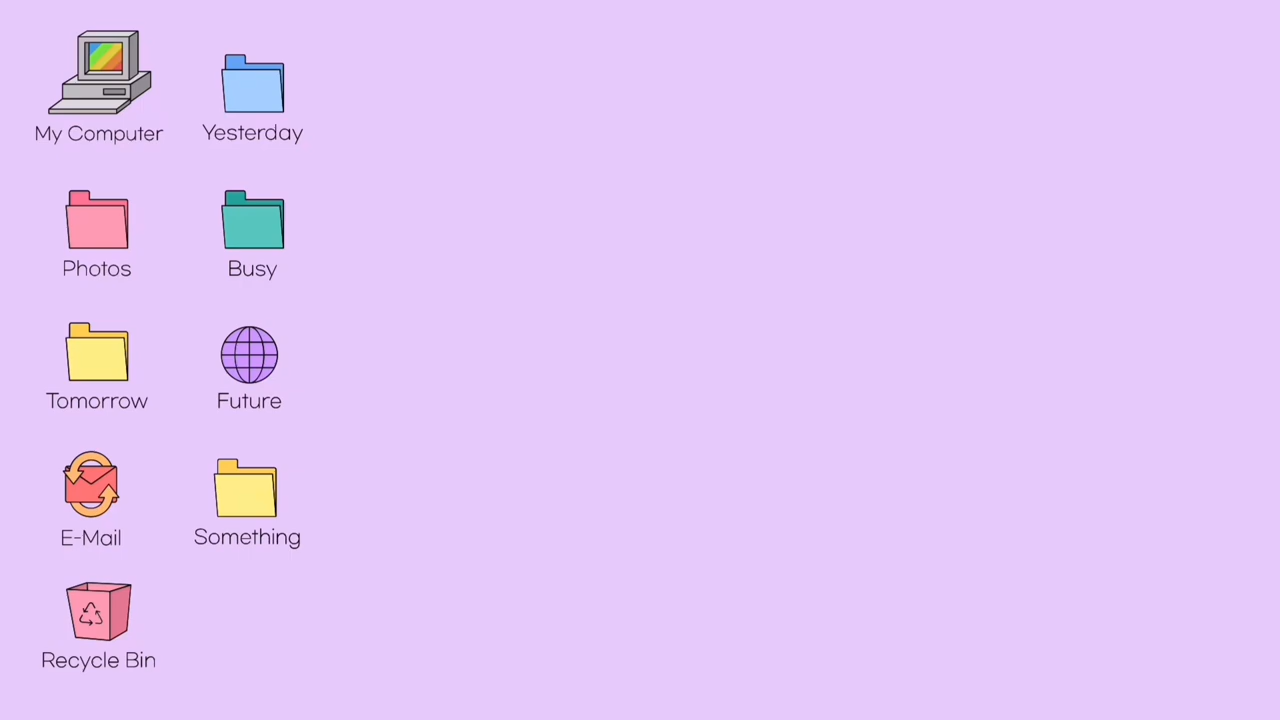 My Computer
Yesterday
Photos
Busy
Tomorrow
Future
E-Mail
Something
Recycle Bin